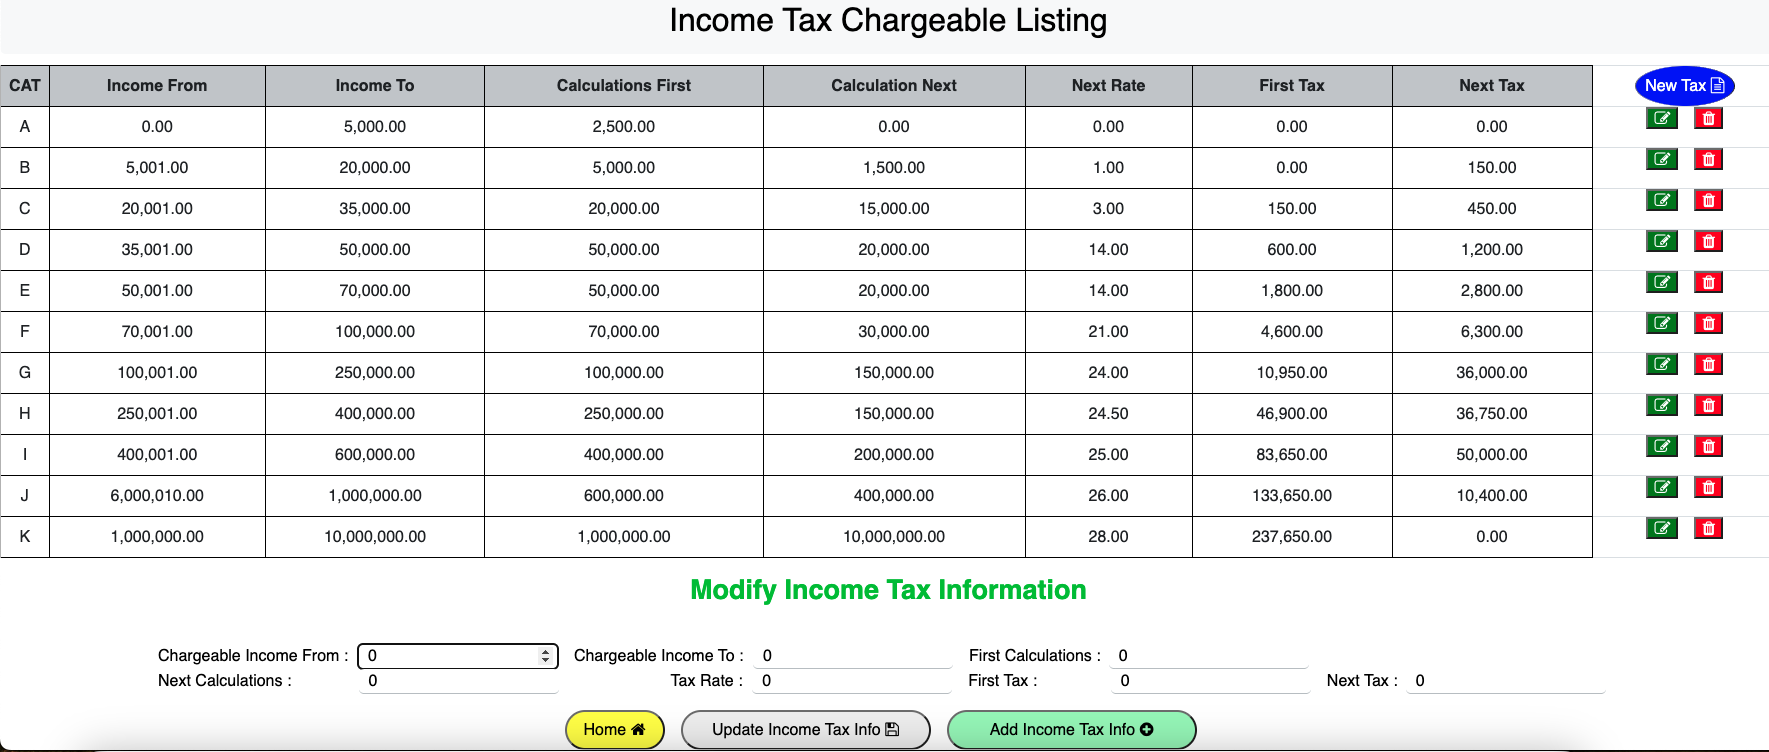 Income Tax Chargeable Listing
CAT Income From Income To Calculations First Calculation Next Next Rate First Tax Next Tax New Tax
A 0.00 5,000.00 2,500.00 0.00 0.00 0.00 0.00
B 5,001.00 20,000.00 5,000.00 1,500.00 1.00 0.00 150.00
C 20,001.00 35,000.00 20,000.00 15,000.00 3.00 150.00 450.00
D 35,001.00 50,000.00 50,000.00 20,000.00 14.00 600.00 1,200.00
E 50,001.00 70,000.00 50,000.00 20,000.00 14.00 1,800.00 2,800.00
F 70,001.00 100,000.00 70,000.00 30,000.00 21.00 4,600.00 6,300.00
G 100,001.00 250,000.00 100,000.00 150,000.00 24.00 10,950.00 36,000.00
H 250,001.00 400,000.00 250,000.00 150,000.00 24.50 46,900.00 36,750.00
I 400,001.00 600,000.00 400,000.00 200,000.00 25.00 83,650.00 50,000.00
J 6,000,010.00 1,000,000.00 600,000.00 400,000.00 26.00 133,650.00 10,400.00
K 1,000,000.00 10,000,000.00 1,000,000.00 10,000,000.00 28.00 237,650.00 0.00
Modify Income Tax Information
Chargeable Income From : 0 Chargeable Income To : 0 First Calculations : 0
Next Calculations : 0 Tax Rate : 0 First Tax : 0 Next Tax : 0
Home Update Income Tax Info Add Income Tax Info